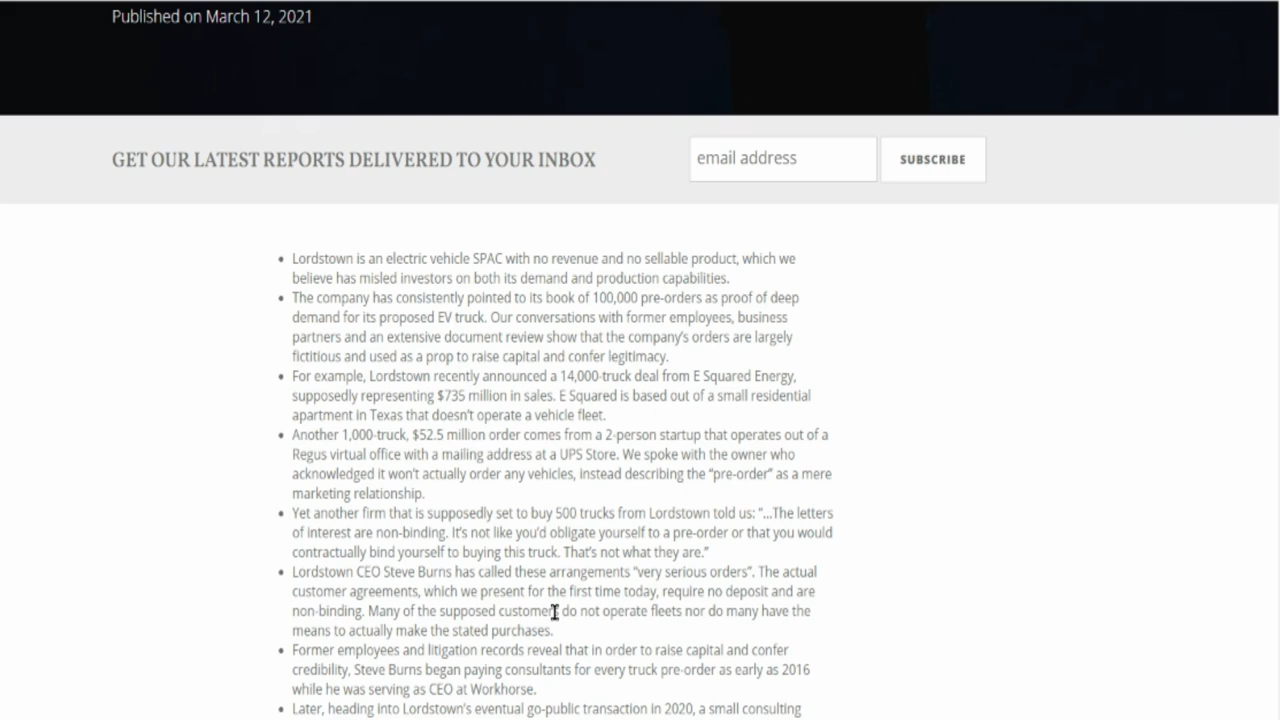 Published on March 12, 2021
GET OUR LATEST REPORTS DELIVERED TO YOUR INBOX
email address
SUBSCRIBE
• Lordstown is an electric vehicle SPAC with no revenue and no sellable product, which we
believe has misled investors on both its demand and production capabilities.
• The company has consistently pointed to its book of 100,000 pre-orders as proof of deep
demand for its proposed EV truck. Our conversations with former employees, business
partners and an extensive document review show that the company's orders are largely
fictitious and used as a prop to raise capital and confer legitimacy.
• For example, Lordstown recently announced a 14,000-truck deal from E Squared Energy,
supposedly representing $735 million in sales. E Squared is based out of a small residential
apartment in Texas that doesn't operate a vehicle fleet.
• Another 1,000-truck, $52.5 million order comes from a 2-person startup that operates out of a
Regus virtual office with a mailing address at a UPS Store. We spoke with the owner who
acknowledged it won't actually order any vehicles, instead describing the "pre-order" as a mere
marketing relationship.
• Yet another firm that is supposedly set to buy 500 trucks from Lordstown told us: "...The letters
of interest are non-binding. It's not like you'd obligate yourself to a pre-order or that you would
contractually bind yourself to buying this truck. That's not what they are."
• Lordstown CEO Steve Burns has called these arrangements "very serious orders". The actual
customer agreements, which we present for the first time today, require no deposit and are
non-binding. Many of the supposed customers do not operate fleets nor do many have the
means to actually make the stated purchases.
• Former employees and litigation records reveal that in order to raise capital and confer
credibility, Steve Burns began paying consultants for every truck pre-order as early as 2016
while he was serving as CEO at Workhorse.
• Later, heading into Lordstown's eventual go-public transaction in 2020, a small consulting